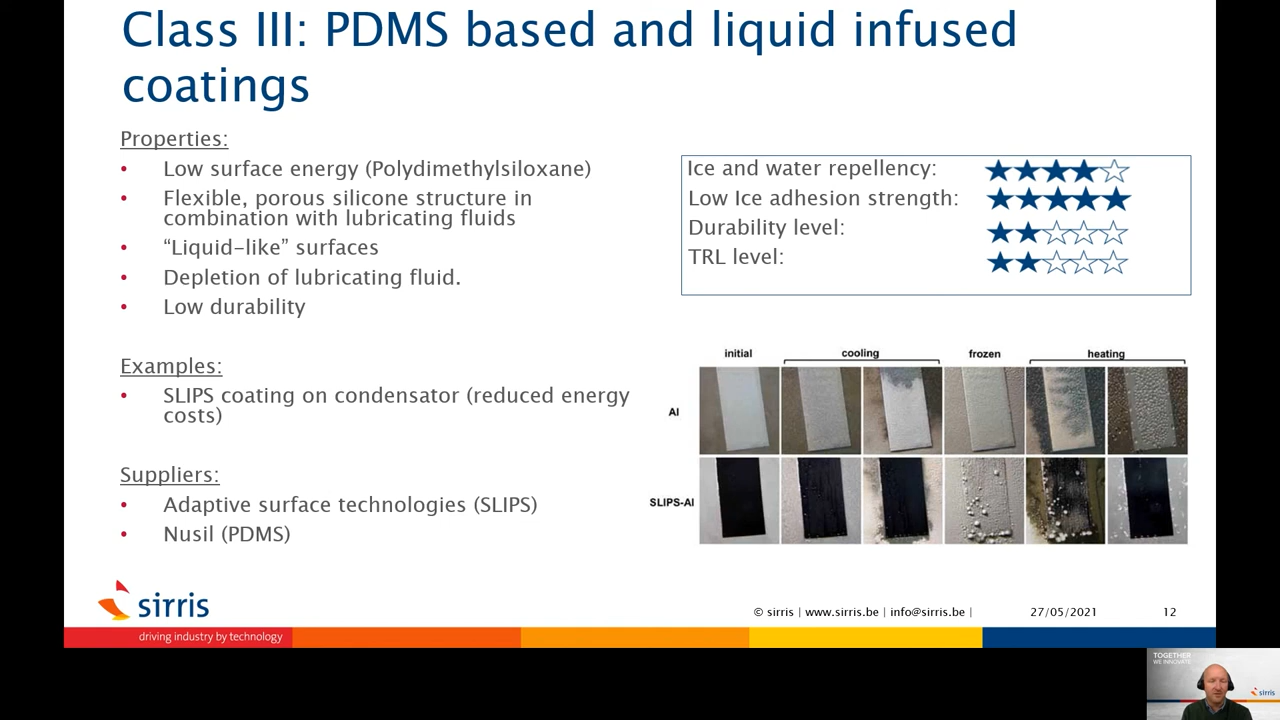 Class III: PDMS based and liquid infused
coatings
Properties:
• Low surface energy (Polydimethylsiloxane)
• Flexible, porous silicone structure in
combination with lubricating fluids
• “Liquid-like” surfaces
• Depletion of lubricating fluid.
• Low durability
Examples:
• SLIPS coating on condensator (reduced energy
costs)
Suppliers:
• Adaptive surface technologies (SLIPS)
• Nusil (PDMS)
Ice and water repellency:
Low Ice adhesion strength:
Durability level:
TRL level:
initial cooling frozen heating
Al
SLIPS-Al
sirris
driving industry by technology
© sirris | www.sirris.be | info@sirris.be | 27/05/2021 12
TOGETHER
WE INNOVATE
sirris